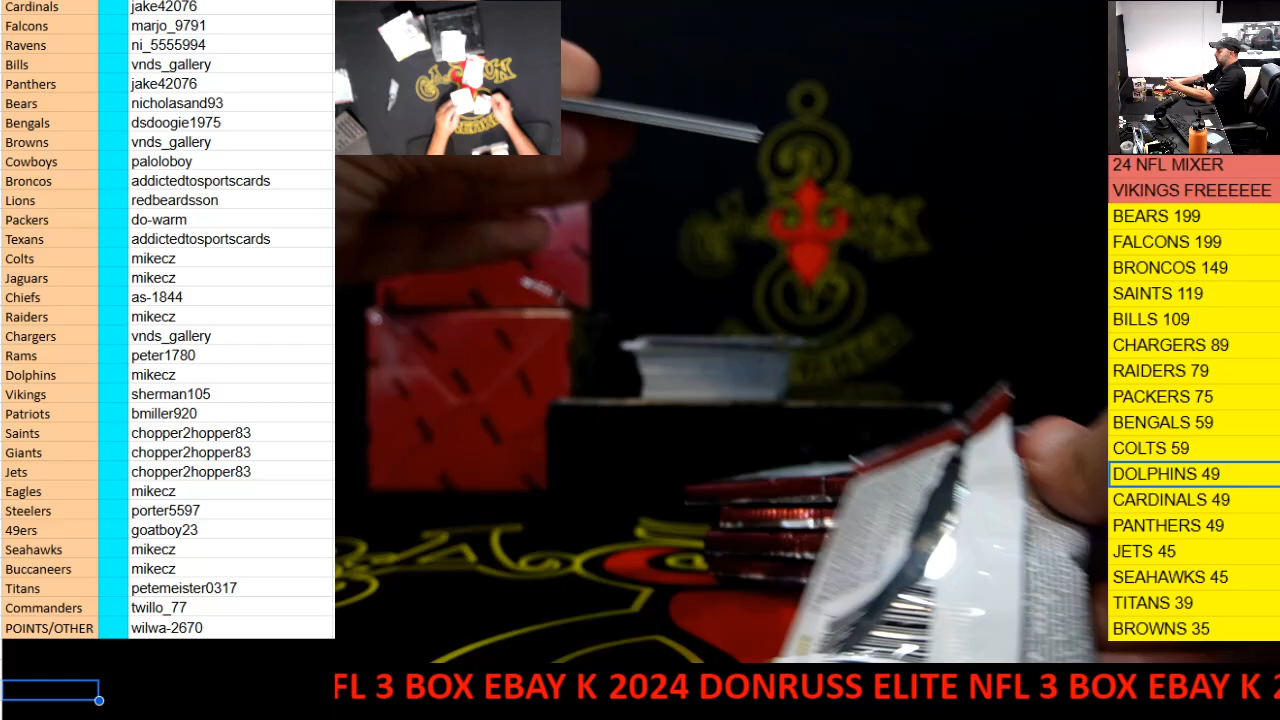 Cardinals jake42076
Falcons marjo_9791
Ravens ni_5555994
Bills vnds_gallery
Panthers jake42076
Bears nicholasand93
Bengals dsdoogie1975
Browns vnds_gallery
Cowboys paloloboy
Broncos addictedtosportscards
Lions redbeardsson
Packers do-warm
Texans addictedtosportscards
Colts mikecz
Jaguars mikecz
Chiefs as-1844
Raiders mikecz
Chargers vnds_gallery
Rams peter1780
Dolphins mikecz
Vikings sherman105
Patriots bmiller920
Saints chopper2hopper83
Giants chopper2hopper83
Jets chopper2hopper83
Eagles mikecz
Steelers porter5597
49ers goatboy23
Seahawks mikecz
Buccaneers mikecz
Titans petemeister0317
Commanders twillo_77
POINTS/OTHER wilwa-2670
24 NFL MIXER
VIKINGS FREEEEEE
BEARS 199
FALCONS 199
BRONCOS 149
SAINTS 119
BILLS 109
CHARGERS 89
RAIDERS 79
PACKERS 75
BENGALS 59
COLTS 59
DOLPHINS 49
CARDINALS 49
PANTHERS 49
JETS 45
SEAHAWKS 45
TITANS 39
BROWNS 35
FL 3 BOX EBAY K 2024 DONRUSS ELITE NFL 3 BOX EBAY K 2